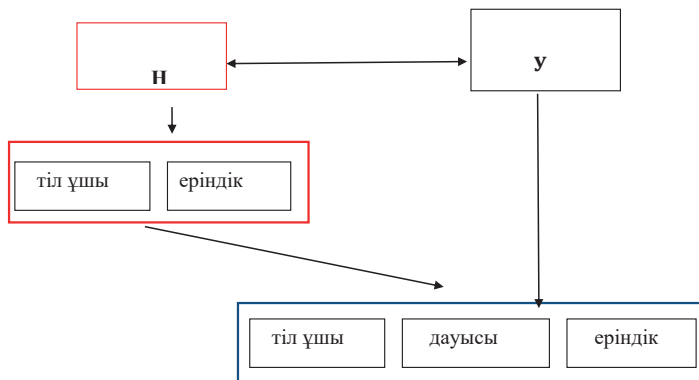 Н
У
тіл ұшы
еріндік
тіл ұшы
дауысы
еріндік